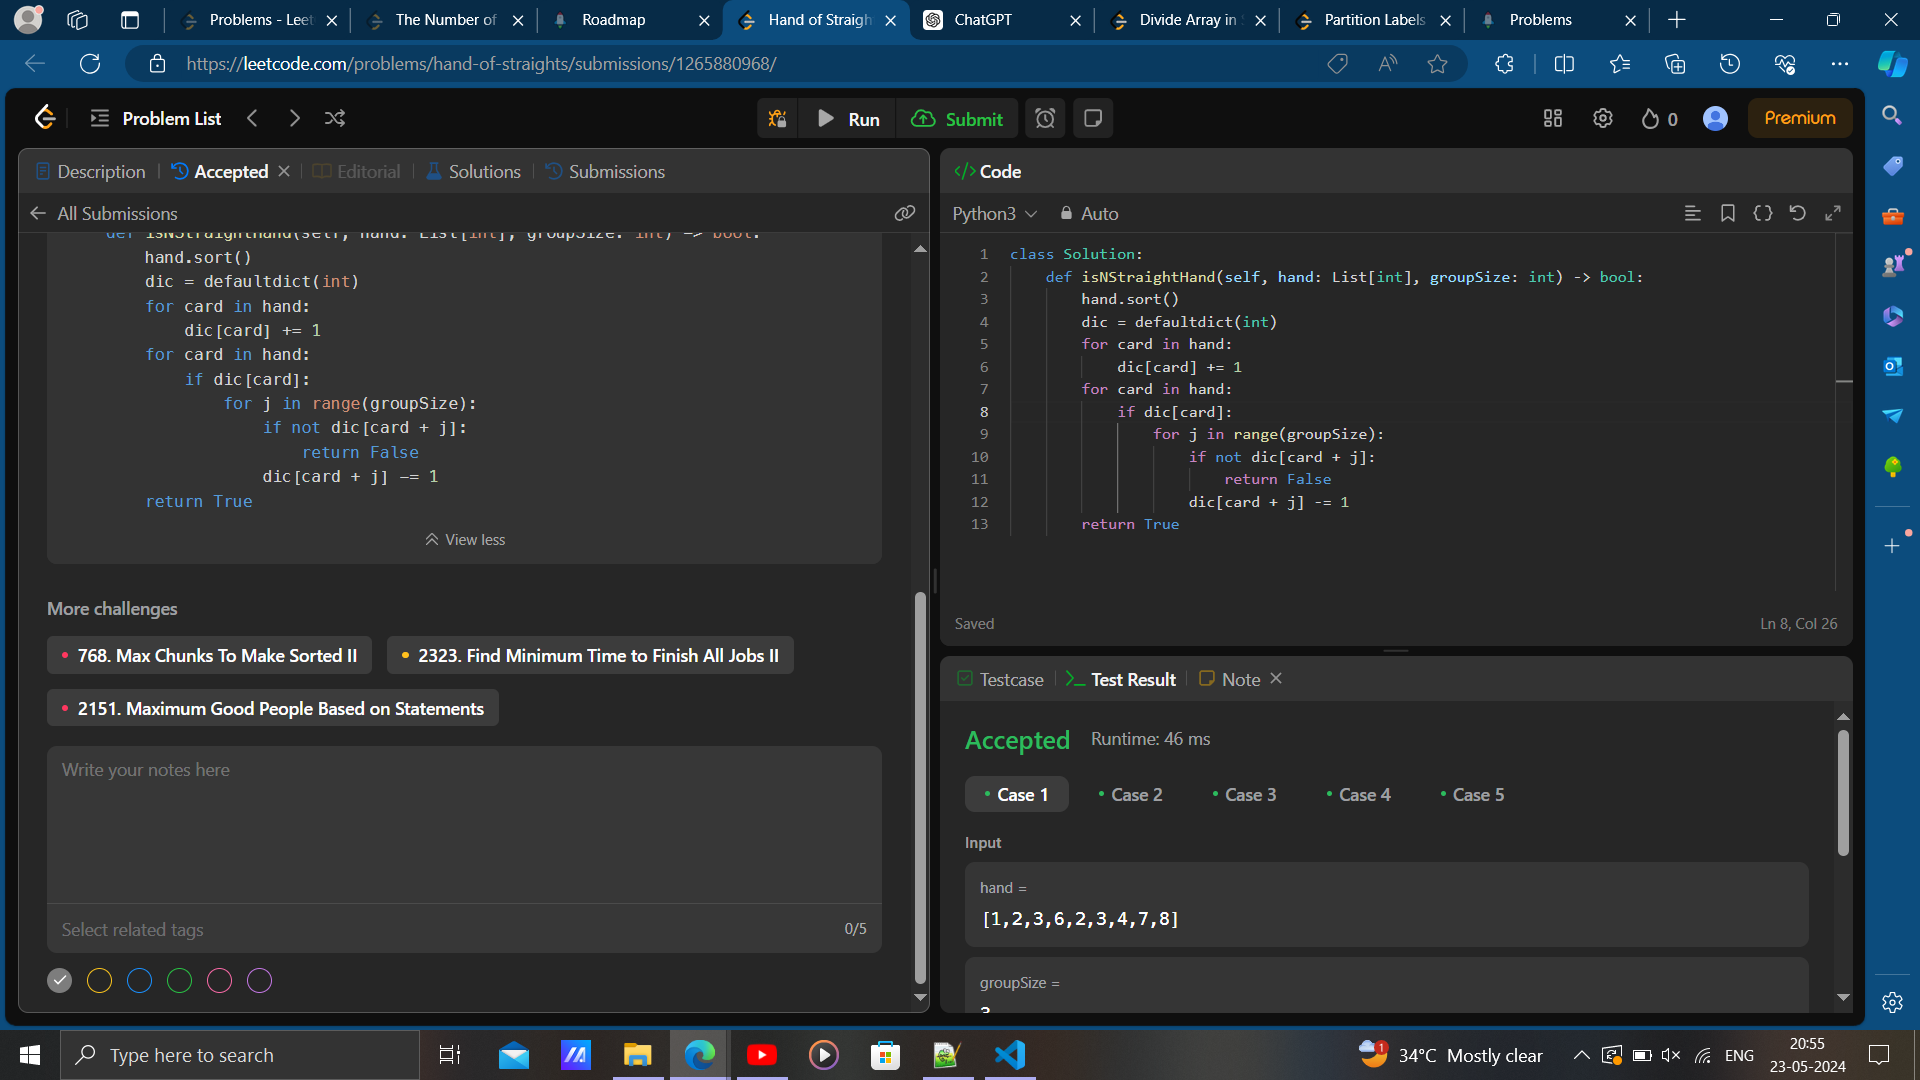 Problems - Leet
The Number of
Roadmap
Hand of Straigh
ChatGPT
Divide Array in
Partition Labels
Problems
https://leetcode.com/problems/hand-of-straights/submissions/1265880968/
Problem List
Run
Submit
0
Premium
Description
Accepted
Editorial
Solutions
Submissions
All Submissions
def isNStraightHand(self, hand: List[int], groupSize: int) -> bool:
hand.sort()
dic = defaultdict(int)
for card in hand:
dic[card] += 1
for card in hand:
if dic[card]:
for j in range(groupSize):
if not dic[card + j]:
return False
dic[card + j] -= 1
return True
View less
More challenges
768. Max Chunks To Make Sorted II
2323. Find Minimum Time to Finish All Jobs II
2151. Maximum Good People Based on Statements
Write your notes here
Select related tags
0/5
</> Code
Python3
Auto
1 class Solution:
2 def isNStraightHand(self, hand: List[int], groupSize: int) -> bool:
3 hand.sort()
4 dic = defaultdict(int)
5 for card in hand:
6 dic[card] += 1
7 for card in hand:
8 if dic[card]:
9 for j in range(groupSize):
10 if not dic[card + j]:
11 return False
12 dic[card + j] -= 1
13 return True
Saved
Ln 8, Col 26
Testcase
Test Result
Note
Accepted
Runtime: 46 ms
Case 1
Case 2
Case 3
Case 4
Case 5
Input
hand =
[1,2,3,6,2,3,4,7,8]
groupSize =
3
Type here to search
1
34°C Mostly clear
ENG
20:55
23-05-2024